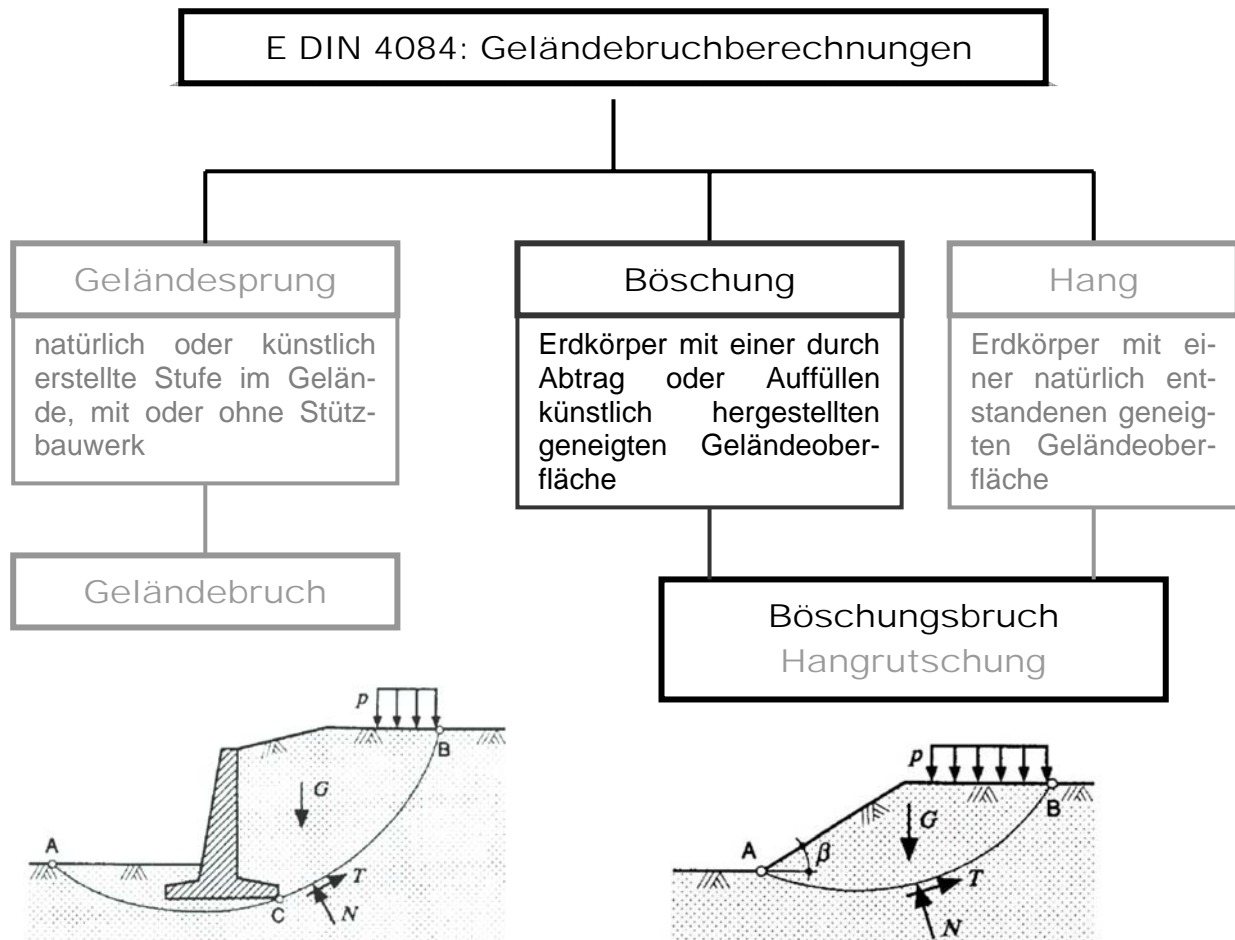 E DIN 4084: Geländebruchberechnungen
Geländesprung
natürlich oder künstlich
erstellte Stufe im Gelän-
de, mit oder ohne Stütz-
bauwerk
Geländebruch
Böschung
Erdkörper mit einer durch
Abtrag oder Auffüllen
künstlich hergestellten
geneigten Geländeober-
fläche
Hang
Erdkörper mit ei-
ner natürlich ent-
standenen geneig-
ten Geländeober-
fläche
Böschungsbruch
Hangrutschung
p
B
G
A
T
C
N
p
B
G
A
β
T
N